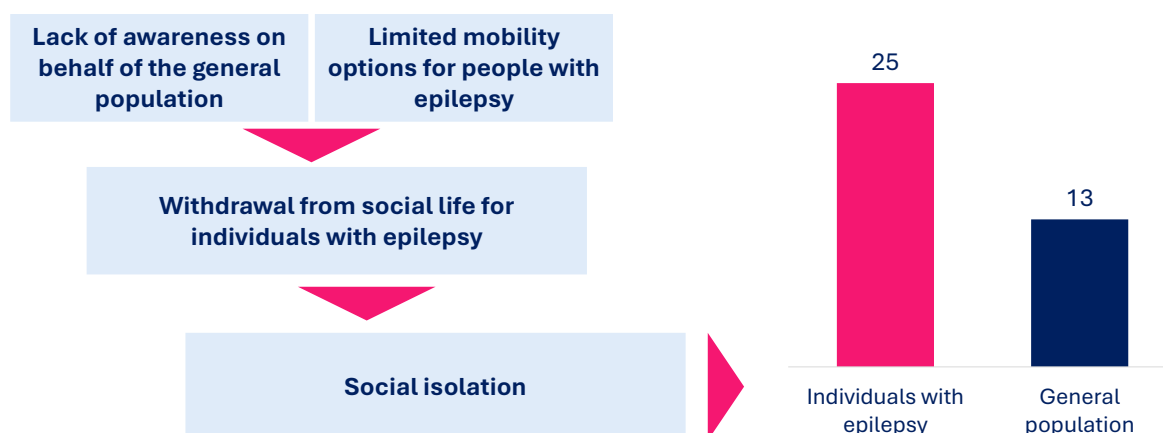 Lack of awareness on
behalf of the general
population
Limited mobility
options for people with
epilepsy
Withdrawal from social life for
individuals with epilepsy
Social isolation
25
13
Individuals with
epilepsy
General
population